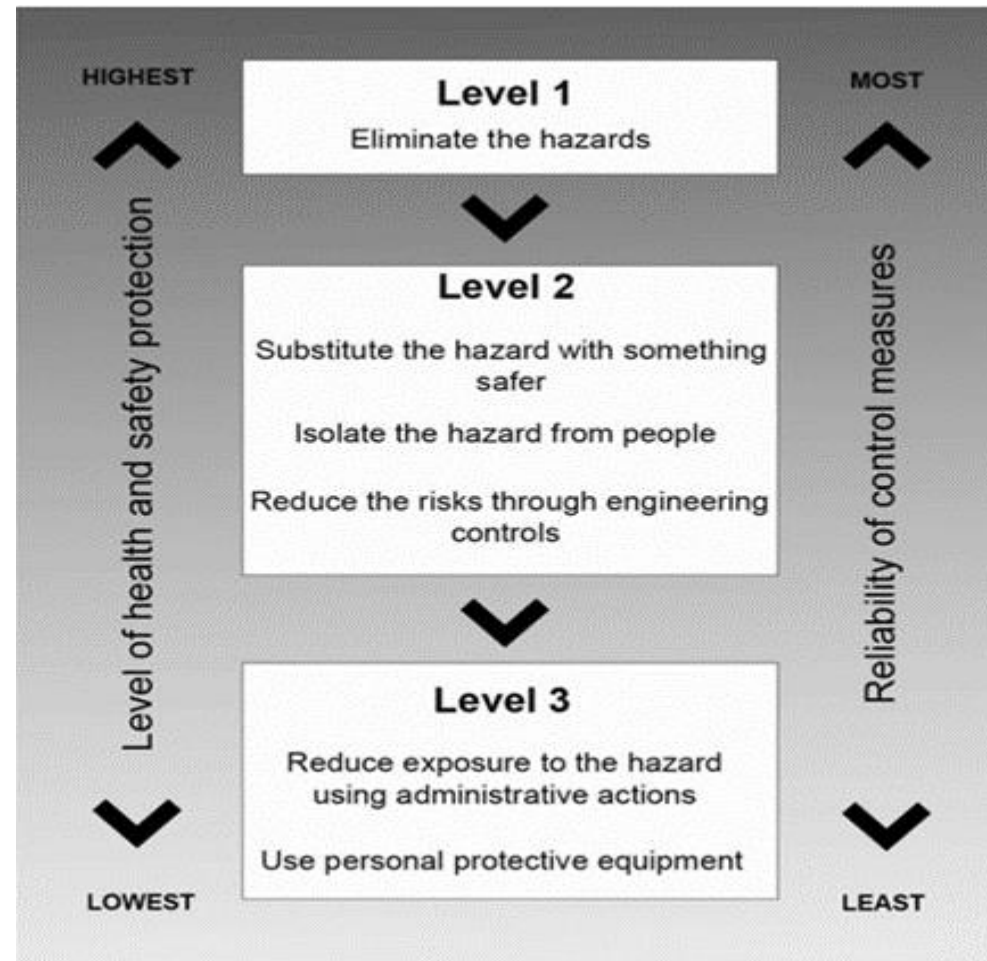 HIGHEST
MOST
Level 1
Eliminate the hazards
Level of health and safety protection
Reliability of control measures
Level 2
Substitute the hazard with something
safer
Isolate the hazard from people
Reduce the risks through engineering
controls
Level 3
Reduce exposure to the hazard
using administrative actions
Use personal protective equipment
LOWEST
LEAST